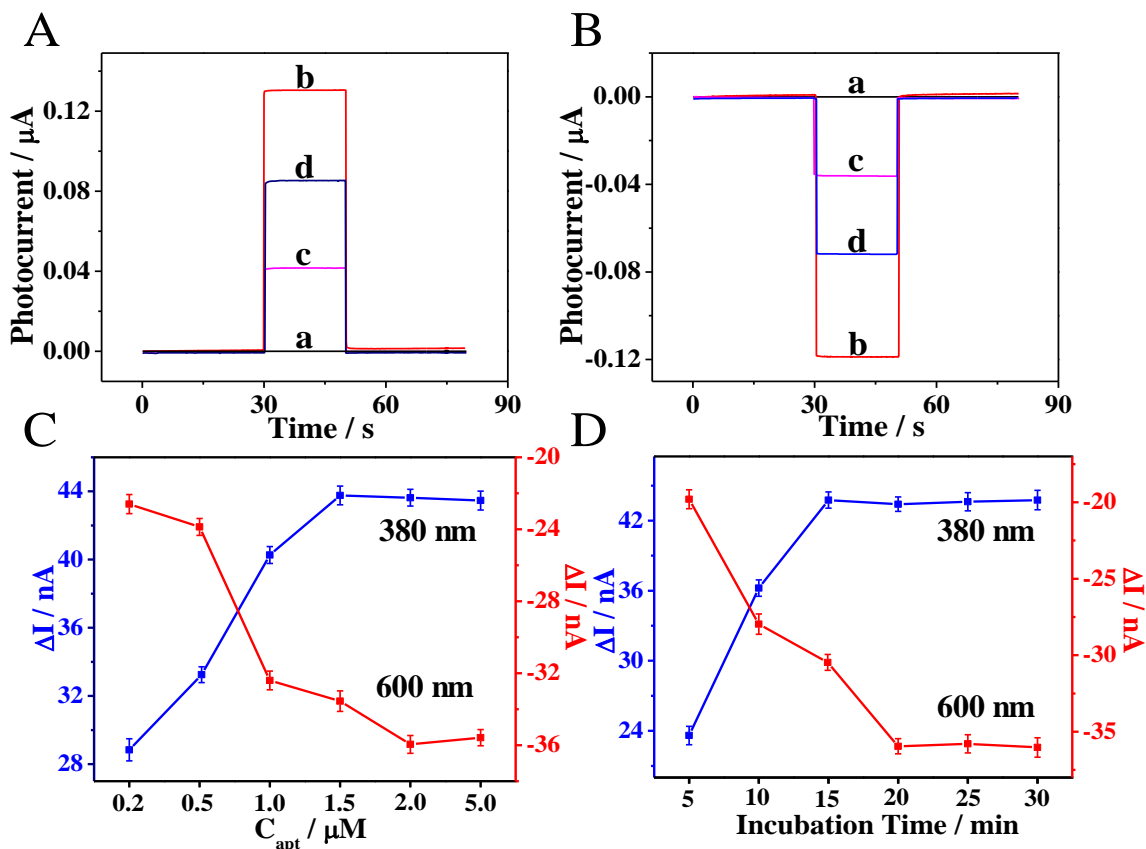 A
Photocurrent / μA
0.12
0.08
0.04
0.00
b
d
c
a
0 30 60 90
Time / s
B
Photocurrent / μA
0.00
-0.04
-0.08
-0.12
a
c
d
b
0 30 60 90
Time / s
C
ΔI / nA
44
40
36
32
28
380 nm
600 nm
-20
-24
-28
-32
-36
ΔI / nA
0.2 0.5 1.0 1.5 2.0 5.0
C_apt / μM
D
ΔI / nA
42
36
30
24
380 nm
600 nm
-20
-25
-30
-35
ΔI / nA
5 10 15 20 25 30
Incubation Time / min